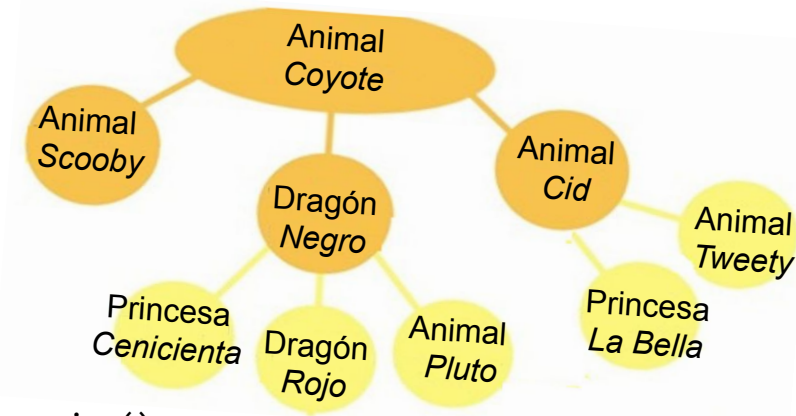 Animal
Coyote
Animal
Scooby
Dragón
Negro
Animal
Cid
Animal
Tweety
Princesa
Cenicienta
Dragón
Rojo
Animal
Pluto
Princesa
La Bella